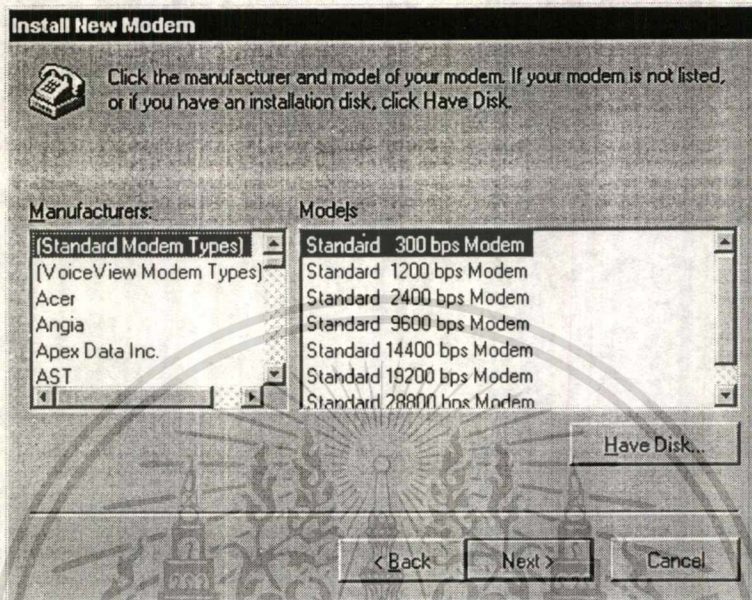 Install New Modem
Click the manufacturer and model of your modem. If your modem is not listed,
or if you have an installation disk, click Have Disk.
Manufacturers:
Models
(Standard Modem Types)
(VoiceView Modem Types)
Acer
Angia
Apex Data Inc.
AST
Standard 300 bps Modem
Standard 1200 bps Modem
Standard 2400 bps Modem
Standard 9600 bps Modem
Standard 14400 bps Modem
Standard 19200 bps Modem
Standard 28800 bps Modem
Have Disk...
< Back
Next >
Cancel